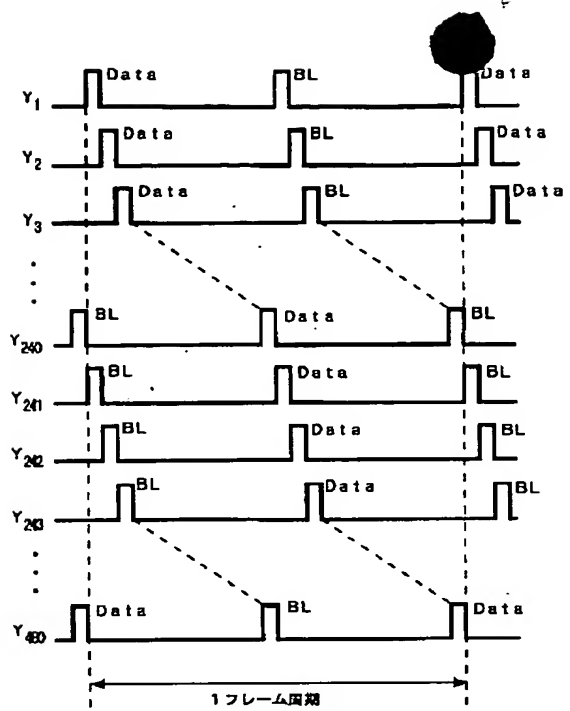 Y1 Data BL Data
Y2 Data BL Data
Y3 Data BL Data
Y240 BL Data BL
Y241 BL Data BL
Y242 BL Data BL
Y243 BL Data BL
Y480 Data BL Data
1フレーム周期